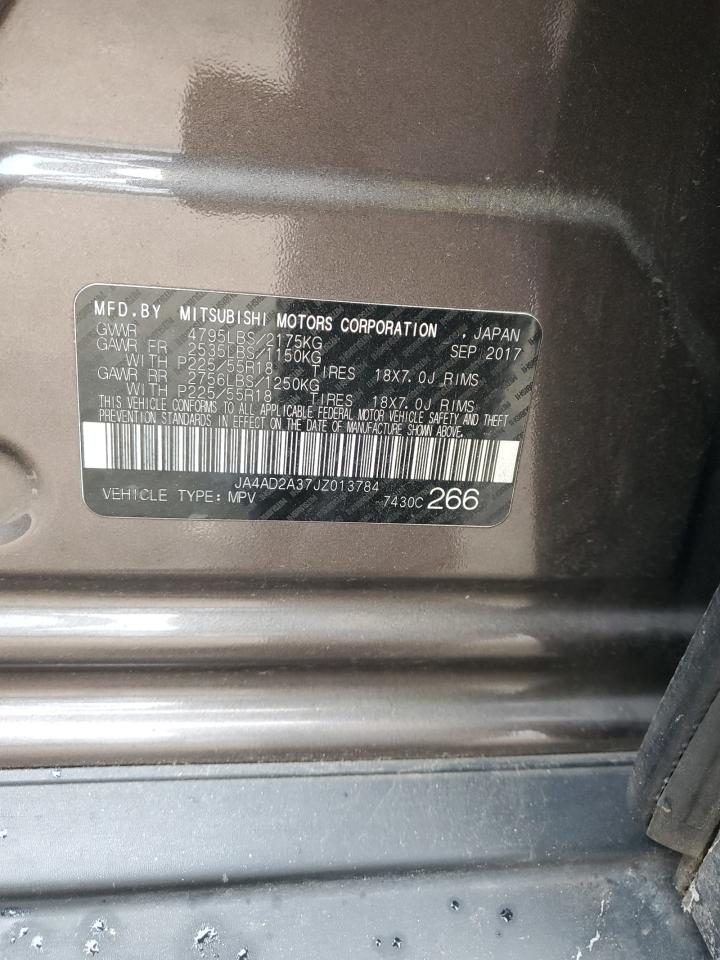 MFD.BY MITSUBISHI MOTORS CORPORATION , JAPAN
GVWR 4795LBS/2175KG SEP 2017
GAWR FR 2535LBS/1150KG
WITH P225/55R18 TIRES 18X7.0J RIMS
GAWR RR 2756LBS/1250KG
WITH P225/55R18 TIRES 18X7.0J RIMS
THIS VEHICLE CONFORMS TO ALL APPLICABLE FEDERAL MOTOR VEHICLE SAFETY AND THEFT
PREVENTION STANDARDS IN EFFECT ON THE DATE OF MANUFACTURE SHOWN ABOVE.
JA4AD2A37JZ013784
VEHICLE TYPE: MPV 7430C 266